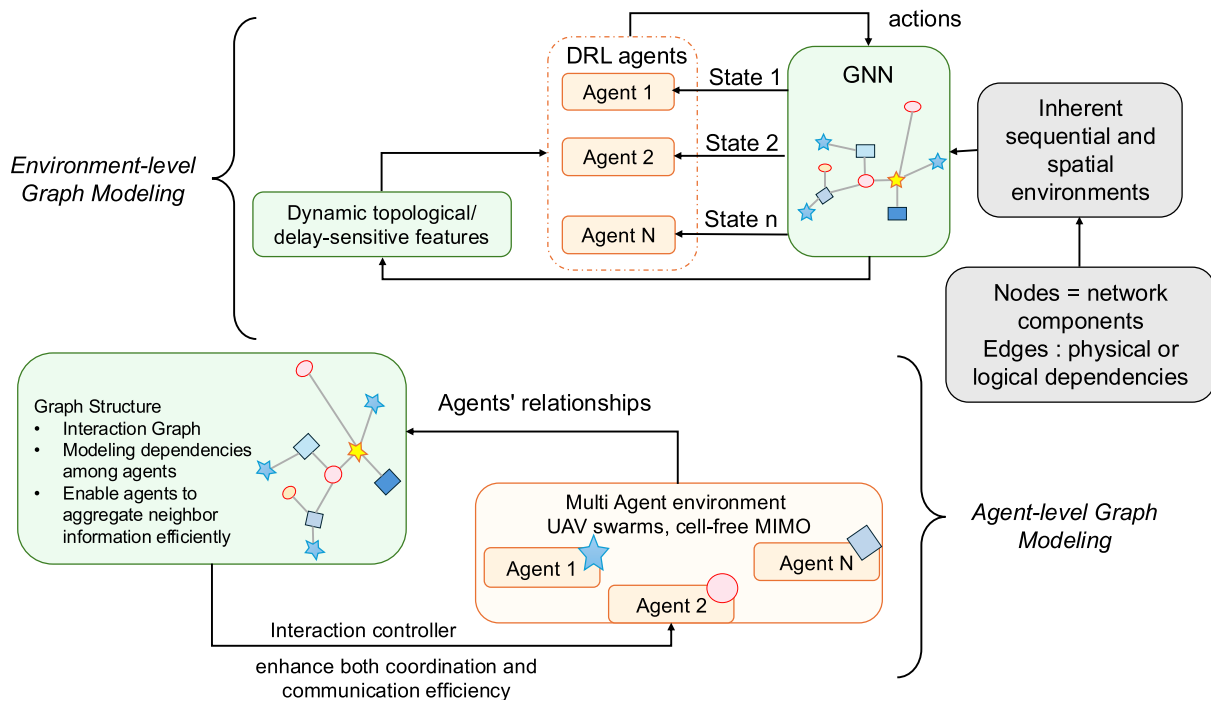 actions
DRL agents
GNN
Agent 1
State 1
Agent 2
State 2
Agent N
State n
Inherent
sequential and
spatial
environments
Environment-level
Graph Modeling
Dynamic topological/
delay-sensitive features
Nodes = network
components
Edges : physical or
logical dependencies
Graph Structure
• Interaction Graph
• Modeling dependencies
among agents
• Enable agents to
aggregate neighbor
information efficiently
Agents' relationships
Multi Agent environment
UAV swarms, cell-free MIMO
Agent 1
Agent 2
Agent N
Agent-level Graph
Modeling
Interaction controller
enhance both coordination and
communication efficiency